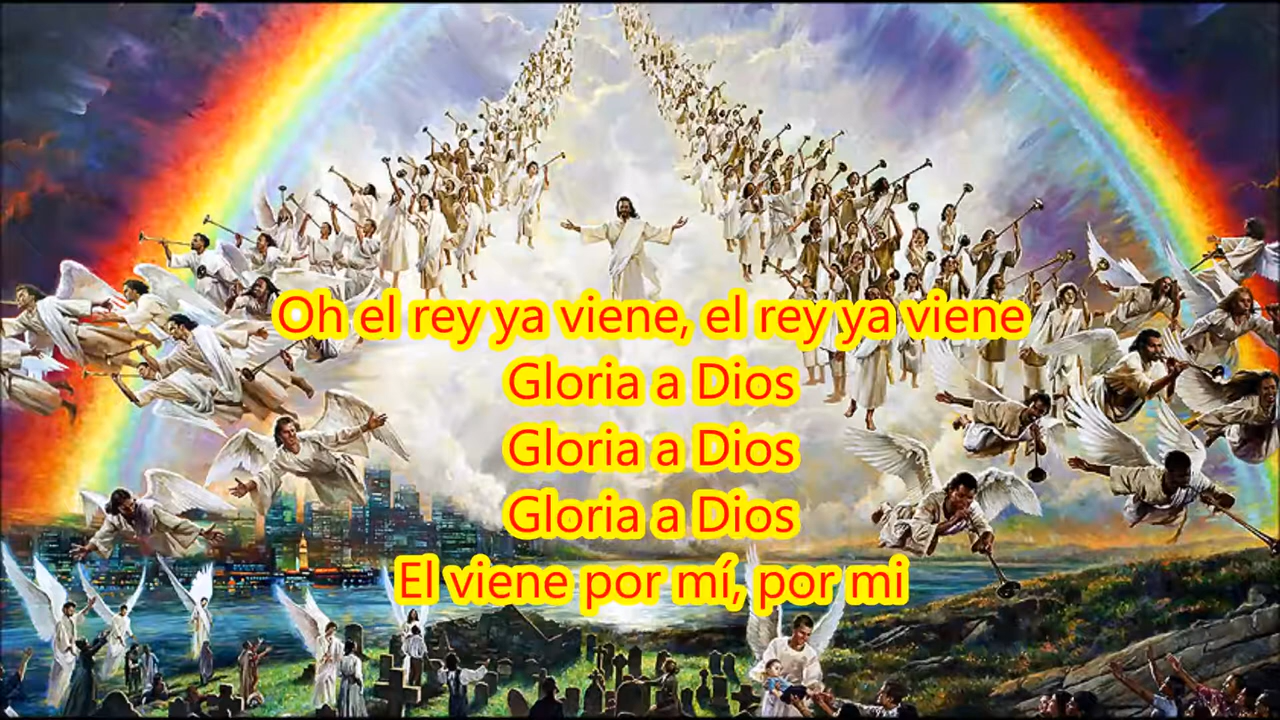 Oh el rey ya viene, el rey ya viene
Gloria a Dios
Gloria a Dios
Gloria a Dios
El viene por mí, por mi